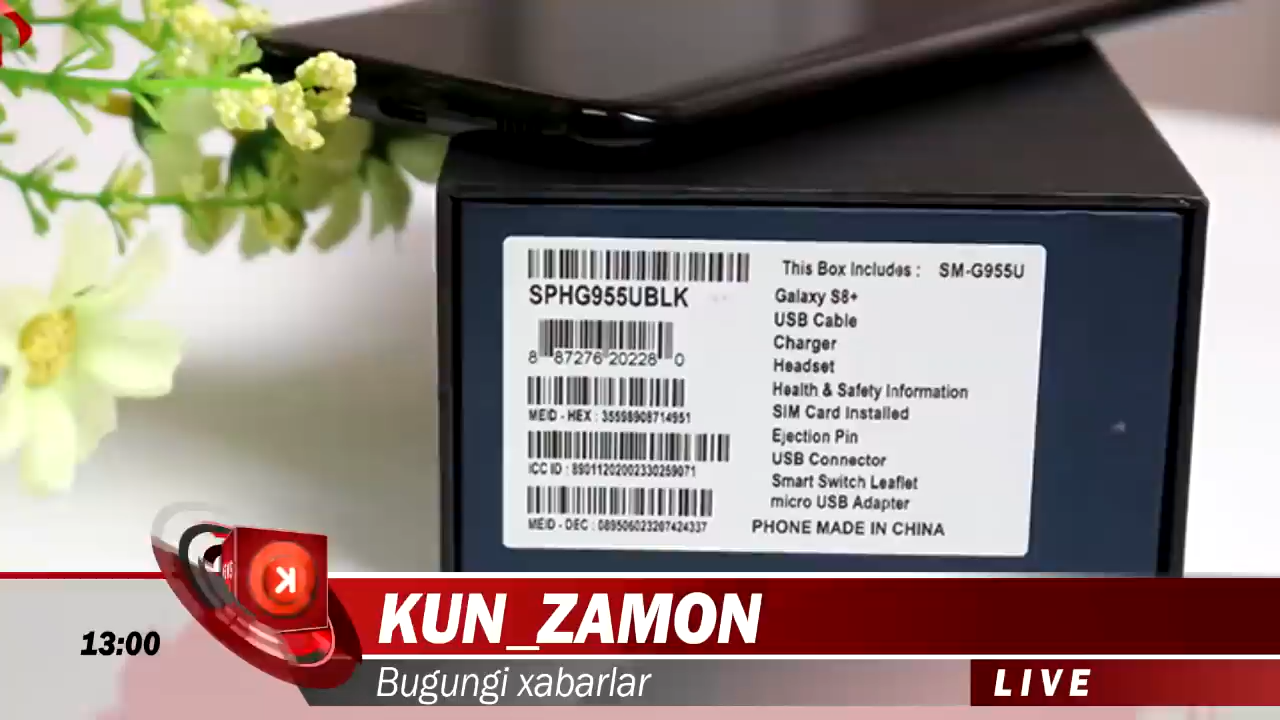 SPHG955UBLK
8 87276 20228 0
MEID - HEX : 35598908714951
ICC ID : 89011202002330259071
MEID - DEC : 089506023207424337
This Box Includes : SM-G955U
Galaxy S8+
USB Cable
Charger
Headset
Health & Safety Information
SIM Card Installed
Ejection Pin
USB Connector
Smart Switch Leaflet
micro USB Adapter
PHONE MADE IN CHINA
K
13:00
KUN_ZAMON
Bugungi xabarlar
LIVE